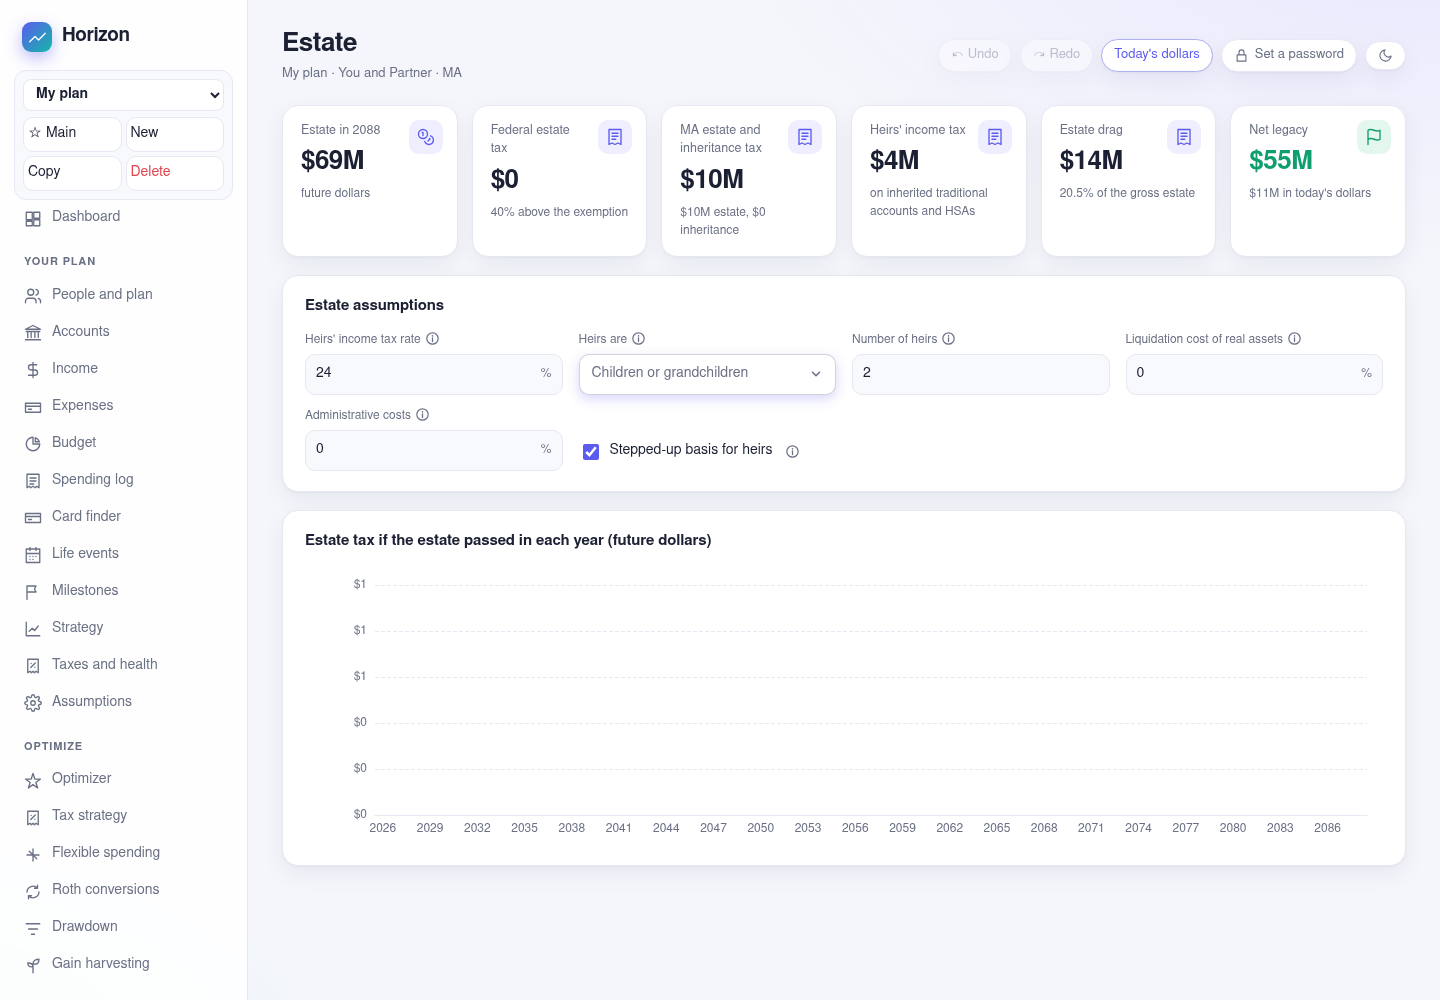 Horizon
My plan
☆ Main
New
Copy
Delete
Dashboard
YOUR PLAN
People and plan
Accounts
Income
Expenses
Budget
Spending log
Card finder
Life events
Milestones
Strategy
Taxes and health
Assumptions
OPTIMIZE
Optimizer
Tax strategy
Flexible spending
Roth conversions
Drawdown
Gain harvesting
Estate
My plan · You and Partner · MA
Undo
Redo
Today's dollars
Set a password
Estate in 2088
$69M
future dollars
Federal estate
tax
$0
40% above the exemption
MA estate and
inheritance tax
$10M
$10M estate, $0
inheritance
Heirs' income tax
$4M
on inherited traditional
accounts and HSAs
Estate drag
$14M
20.5% of the gross estate
Net legacy
$55M
$11M in today's dollars
Estate assumptions
Heirs' income tax rate
24 %
Heirs are
Children or grandchildren
Number of heirs
2
Liquidation cost of real assets
0 %
Administrative costs
0 %
Stepped-up basis for heirs
Estate tax if the estate passed in each year (future dollars)
$1
$1
$1
$0
$0
$0
2026 2029 2032 2035 2038 2041 2044 2047 2050 2053 2056 2059 2062 2065 2068 2071 2074 2077 2080 2083 2086